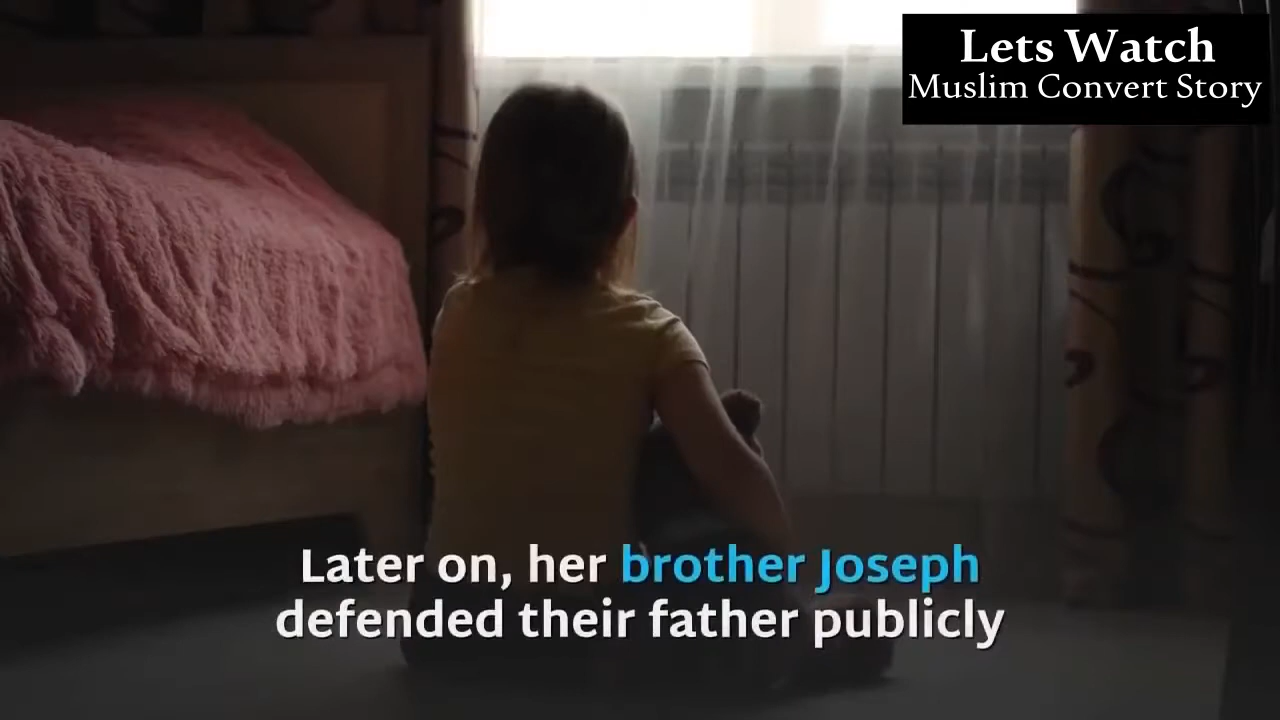 Lets Watch
Muslim Convert Story
Later on, her brother Joseph
defended their father publicly